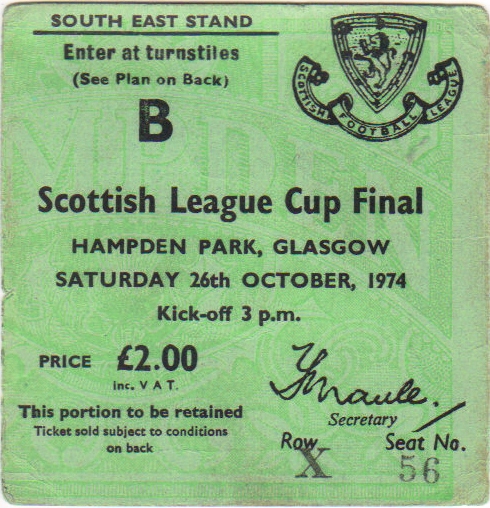 SOUTH EAST STAND
Enter at turnstiles
(See Plan on Back)
B
SCOTTISH FOOTBALL LEAGUE
Scottish League Cup Final
HAMPDEN PARK, GLASGOW
SATURDAY 26th OCTOBER, 1974
Kick-off 3 p.m.
PRICE £2.00
Inc. V A T.
This portion to be retained
Ticket sold subject to conditions
on back
Secretary
Row Seat No.
X 56
HAMPDEN